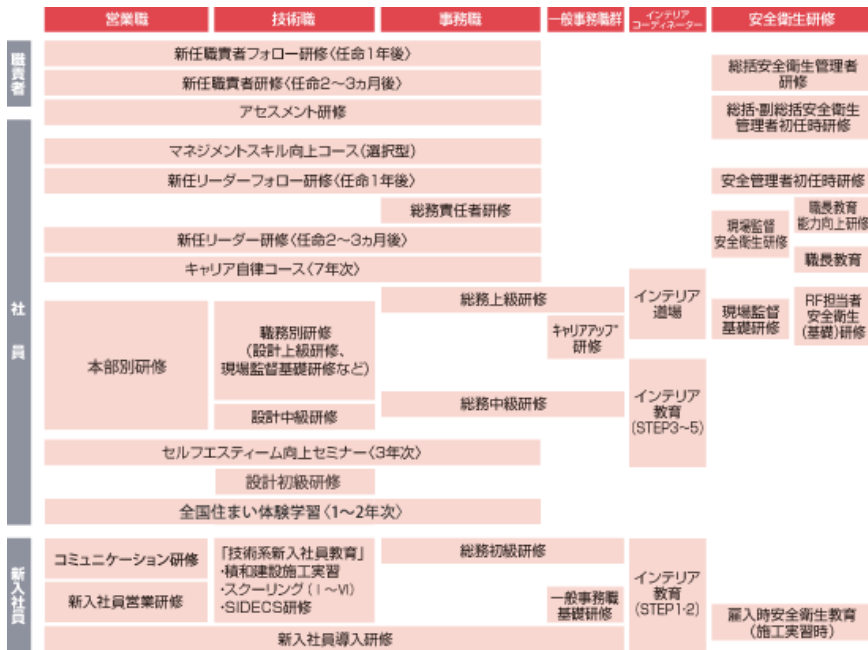 営業職
技術職
事務職
一般事務職群
インテリア
コーディネーター
安全衛生研修
職責者
新任職責者フォロー研修〈任命1年後〉
新任職責者研修〈任命2〜3ヵ月後〉
アセスメント研修
総括安全衛生管理者
研修
総括・副総括安全衛生
管理者初任時研修
社員
マネジメントスキル向上コース〈選択型〉
新任リーダーフォロー研修〈任命1年後〉
総務責任者研修
新任リーダー研修〈任命2〜3ヵ月後〉
キャリア自律コース〈7年次〉
安全管理者初任時研修
現場監督
安全衛生研修
職長教育
能力向上研修
職長教育
本部別研修
職務別研修
(設計上級研修、
現場監督基礎研修など)
設計中級研修
総務上級研修
キャリアアップ
研修
総務中級研修
インテリア
道場
インテリア
教育
(STEP3〜5)
現場監督
基礎研修
RF担当者
安全衛生
(基礎)研修
セルフエスティーム向上セミナー〈3年次〉
設計初級研修
全国住まい体験学習〈1〜2年次〉
新入社員
コミュニケーション研修
新入社員営業研修
「技術系新入社員教育」
・積和建設施工実習
・スクーリング(Ⅰ〜Ⅵ)
・SIDECS研修
総務初級研修
一般事務職
基礎研修
インテリア
教育
(STEP1・2)
雇入時安全衛生教育
(施工実習時)
新入社員導入研修